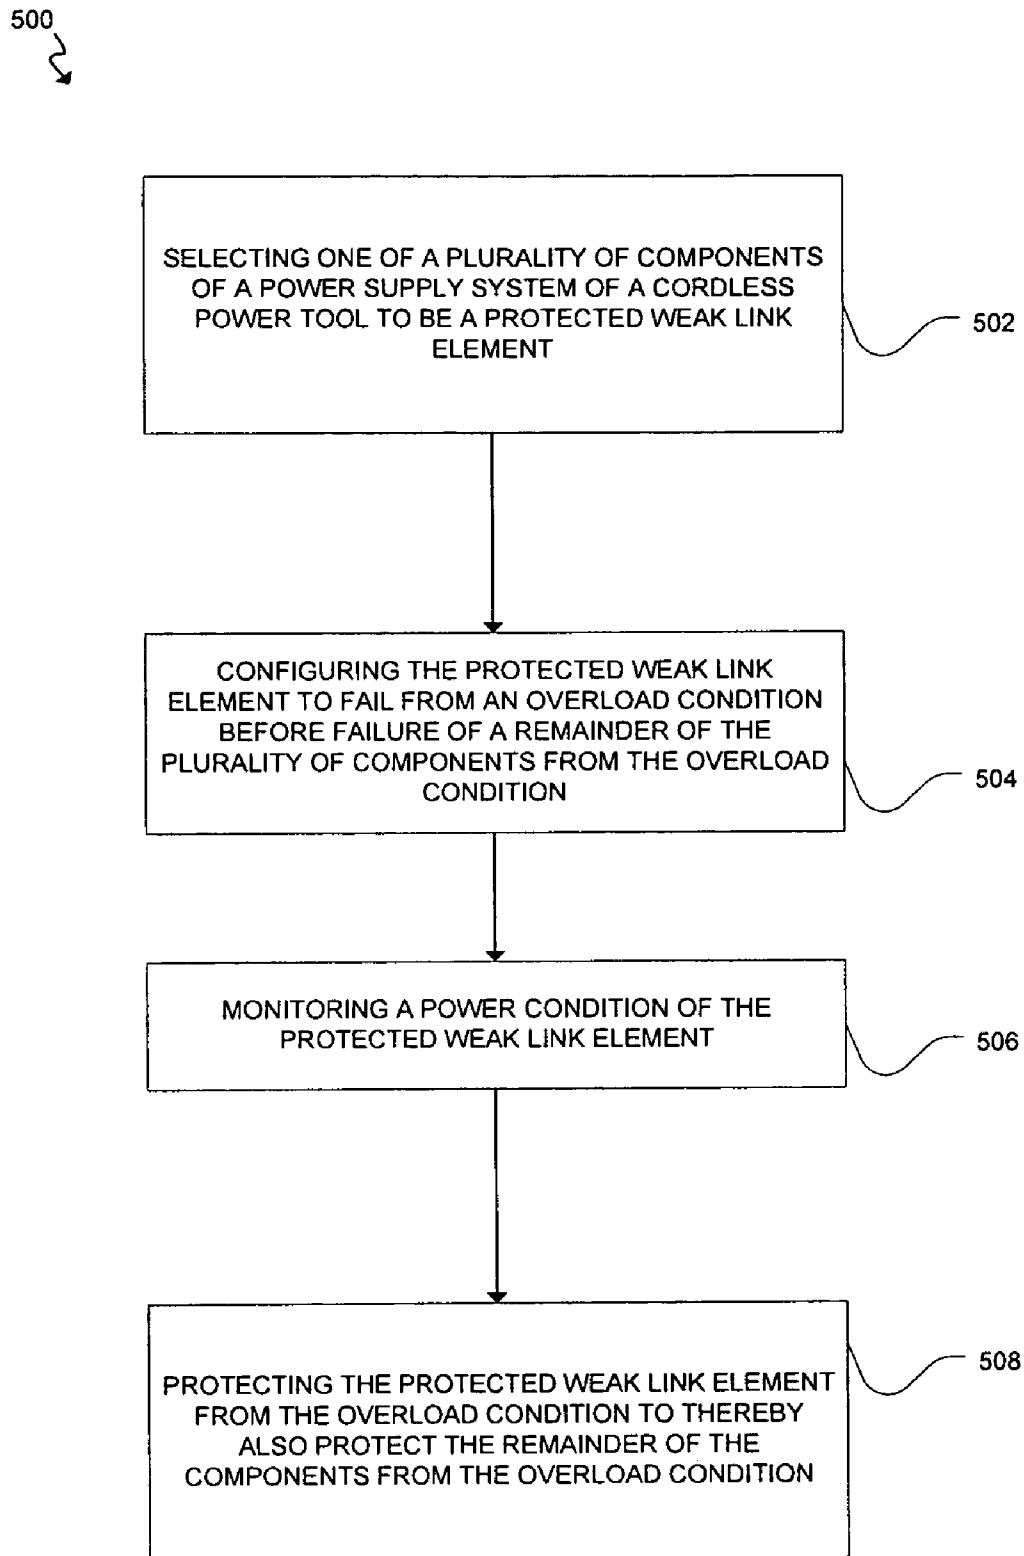 500
SELECTING ONE OF A PLURALITY OF COMPONENTS
OF A POWER SUPPLY SYSTEM OF A CORDLESS
POWER TOOL TO BE A PROTECTED WEAK LINK
ELEMENT
502
CONFIGURING THE PROTECTED WEAK LINK
ELEMENT TO FAIL FROM AN OVERLOAD CONDITION
BEFORE FAILURE OF A REMAINDER OF THE
PLURALITY OF COMPONENTS FROM THE OVERLOAD
CONDITION
504
MONITORING A POWER CONDITION OF THE
PROTECTED WEAK LINK ELEMENT
506
PROTECTING THE PROTECTED WEAK LINK ELEMENT
FROM THE OVERLOAD CONDITION TO THEREBY
ALSO PROTECT THE REMAINDER OF THE
COMPONENTS FROM THE OVERLOAD CONDITION
508